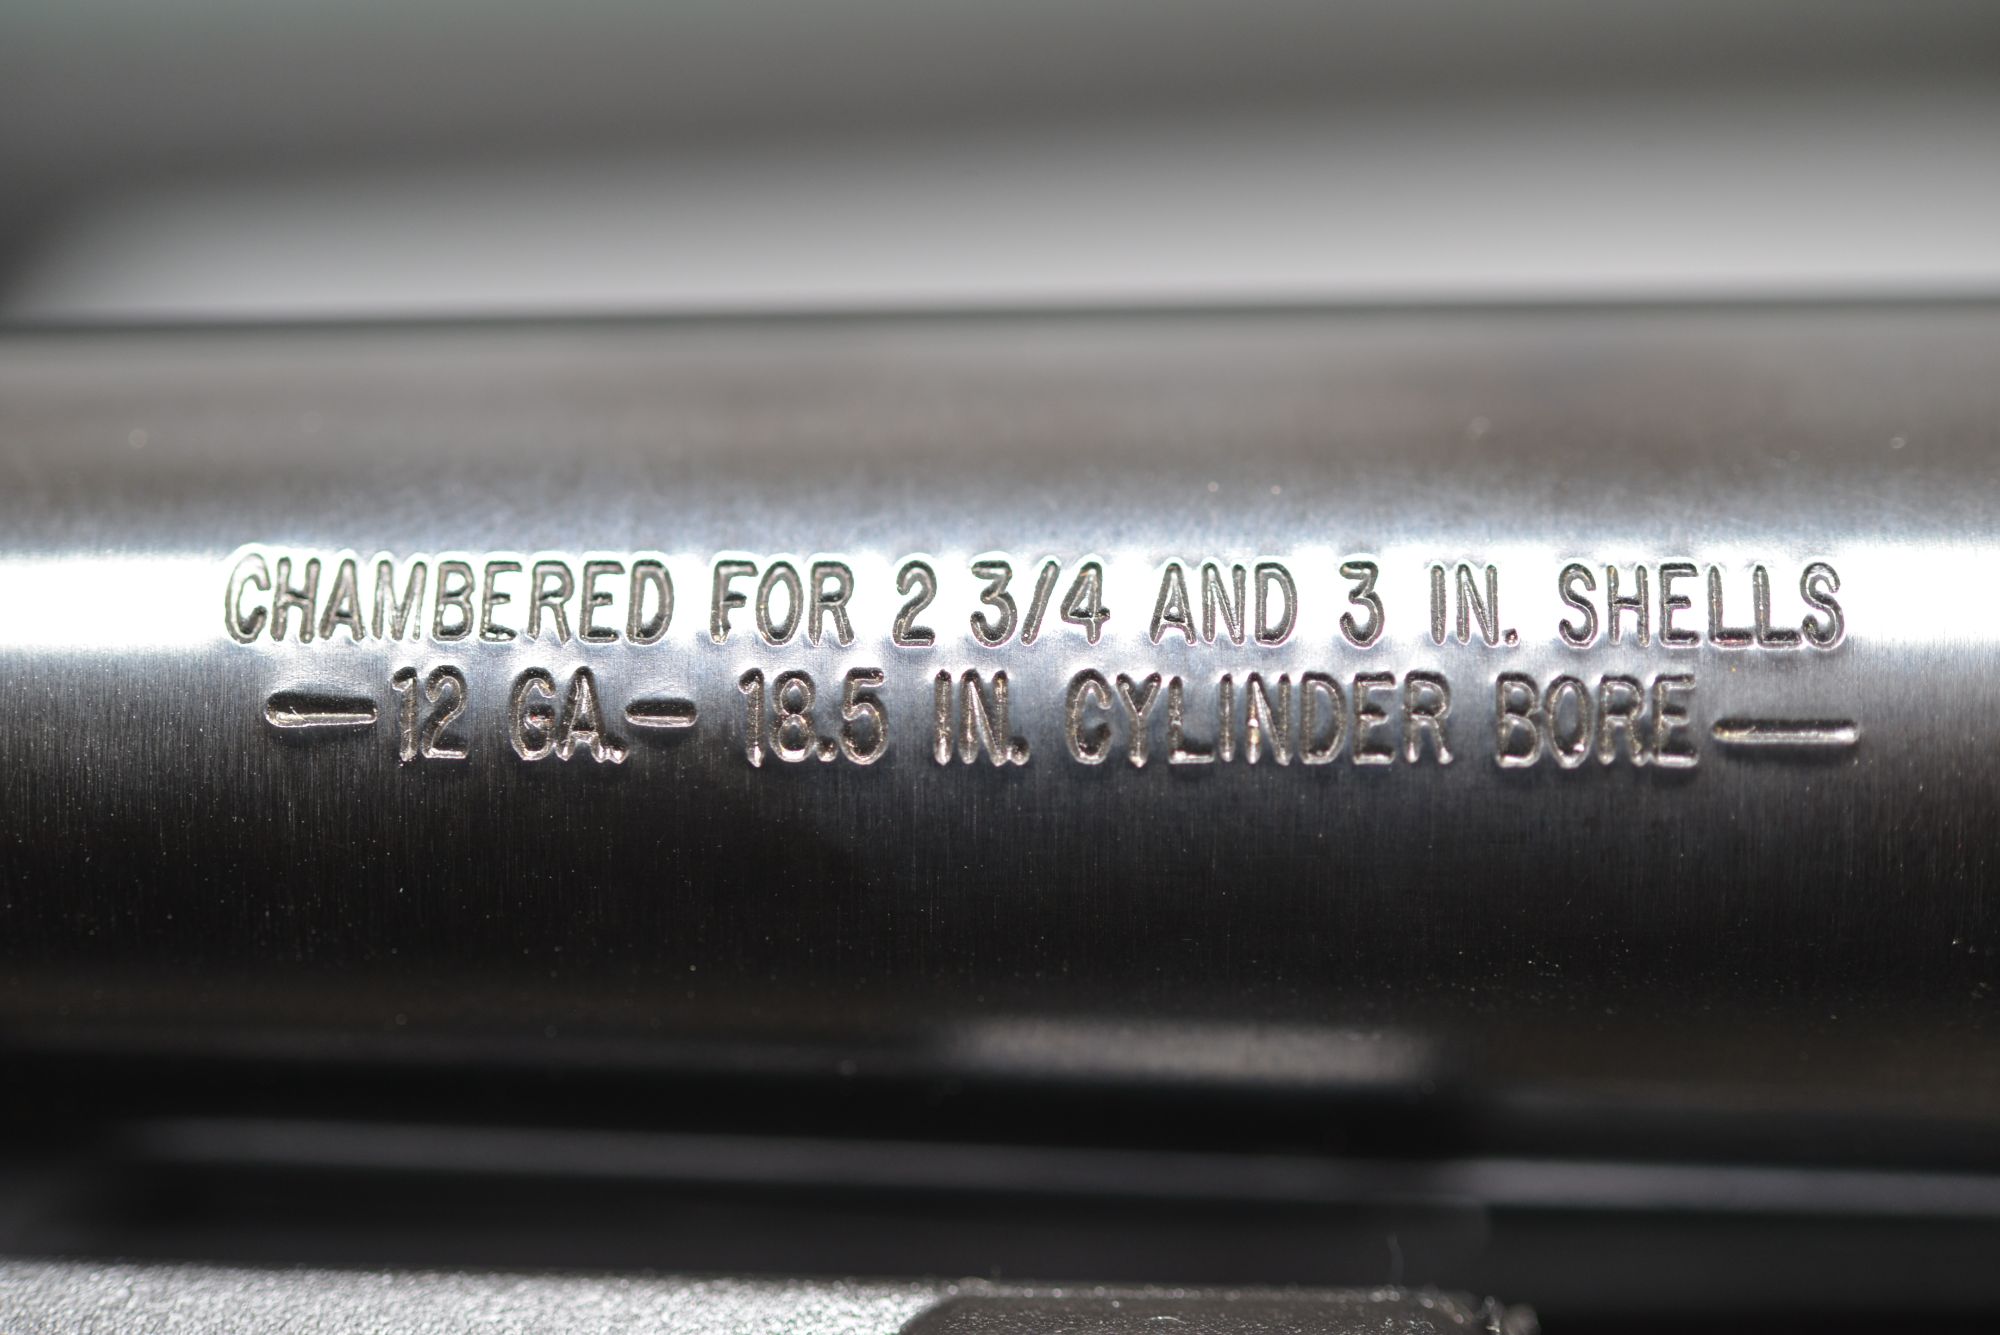 CHAMBERED FOR 2 3/4 AND 3 IN. SHELLS
— 12 GA. — 18.5 IN. CYLINDER BORE —